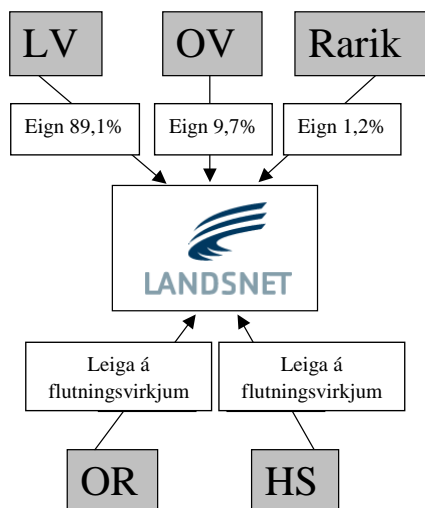 LV OV Rarik
Eign 89,1% Eign 9,7% Eign 1,2%
LANDSNET
Leiga á
flutningsvirkjum
Leiga á
flutningsvirkjum
OR HS